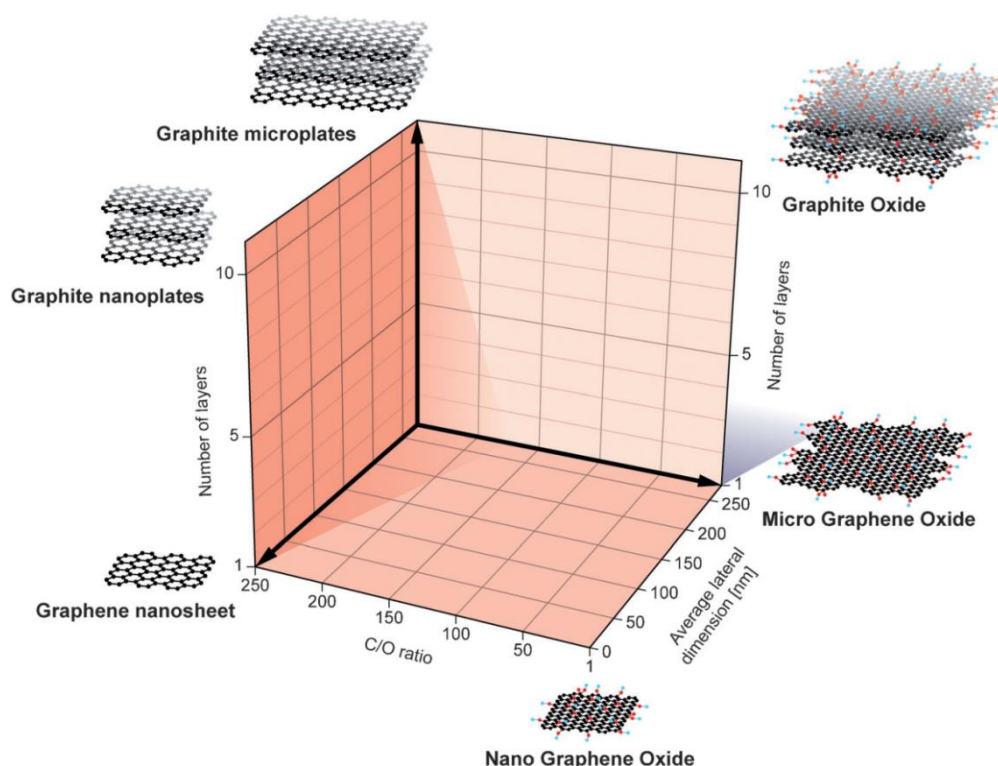 Graphite microplates
Graphite Oxide
Graphite nanoplates
10
10
Number of layers
Number of layers
5
5
Graphene nanosheet
1
250
200
150
100
50
1
C/O ratio
1
250
200
150
100
50
0
Average lateral
dimension [nm]
Micro Graphene Oxide
Nano Graphene Oxide